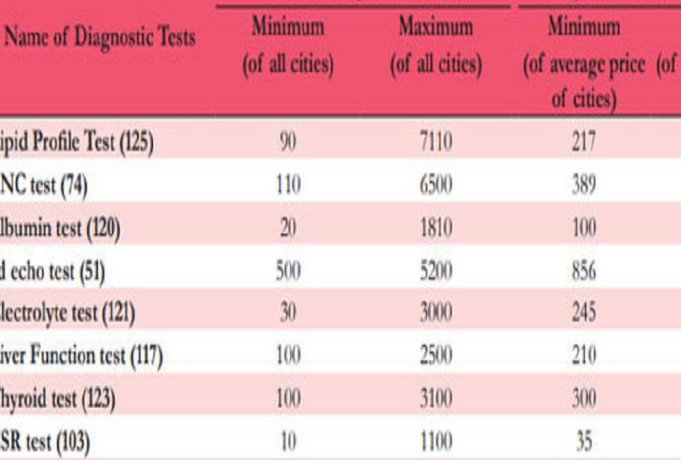 Name of Diagnostic Tests
Minimum Maximum Minimum
(of all cities) (of all cities) (of average price (of
of cities)
ipid Profile Test (125) 90 7110 217
NC test (74) 110 6500 389
lbumin test (120) 20 1810 100
d echo test (51) 500 5200 856
lectrolyte test (121) 30 3000 245
iver Function test (117) 100 2500 210
hyroid test (123) 100 3100 300
SR test (103) 10 1100 35